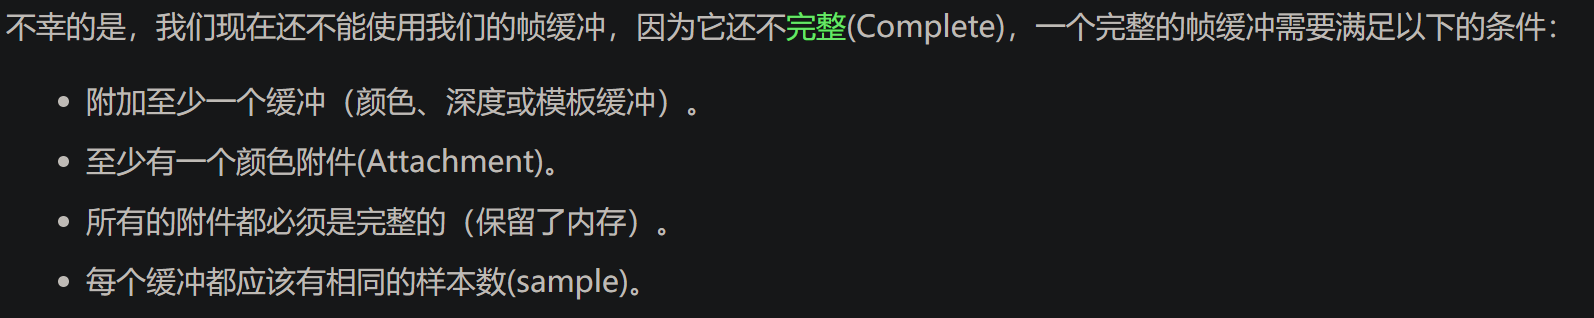 不幸的是，我们现在还不能使用我们的帧缓冲，因为它还不完整(Complete)，一个完整的帧缓冲需要满足以下的条件：
附加至少一个缓冲（颜色、深度或模板缓冲）。
至少有一个颜色附件(Attachment)。
所有的附件都必须是完整的（保留了内存）。
每个缓冲都应该有相同的样本数(sample)。